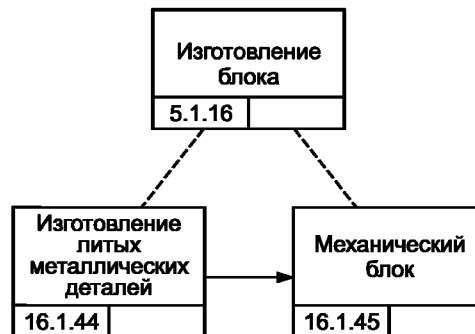 Изготовление
блока
5.1.16
Изготовление
литых
металлических
деталей
16.1.44
Механический
блок
16.1.45